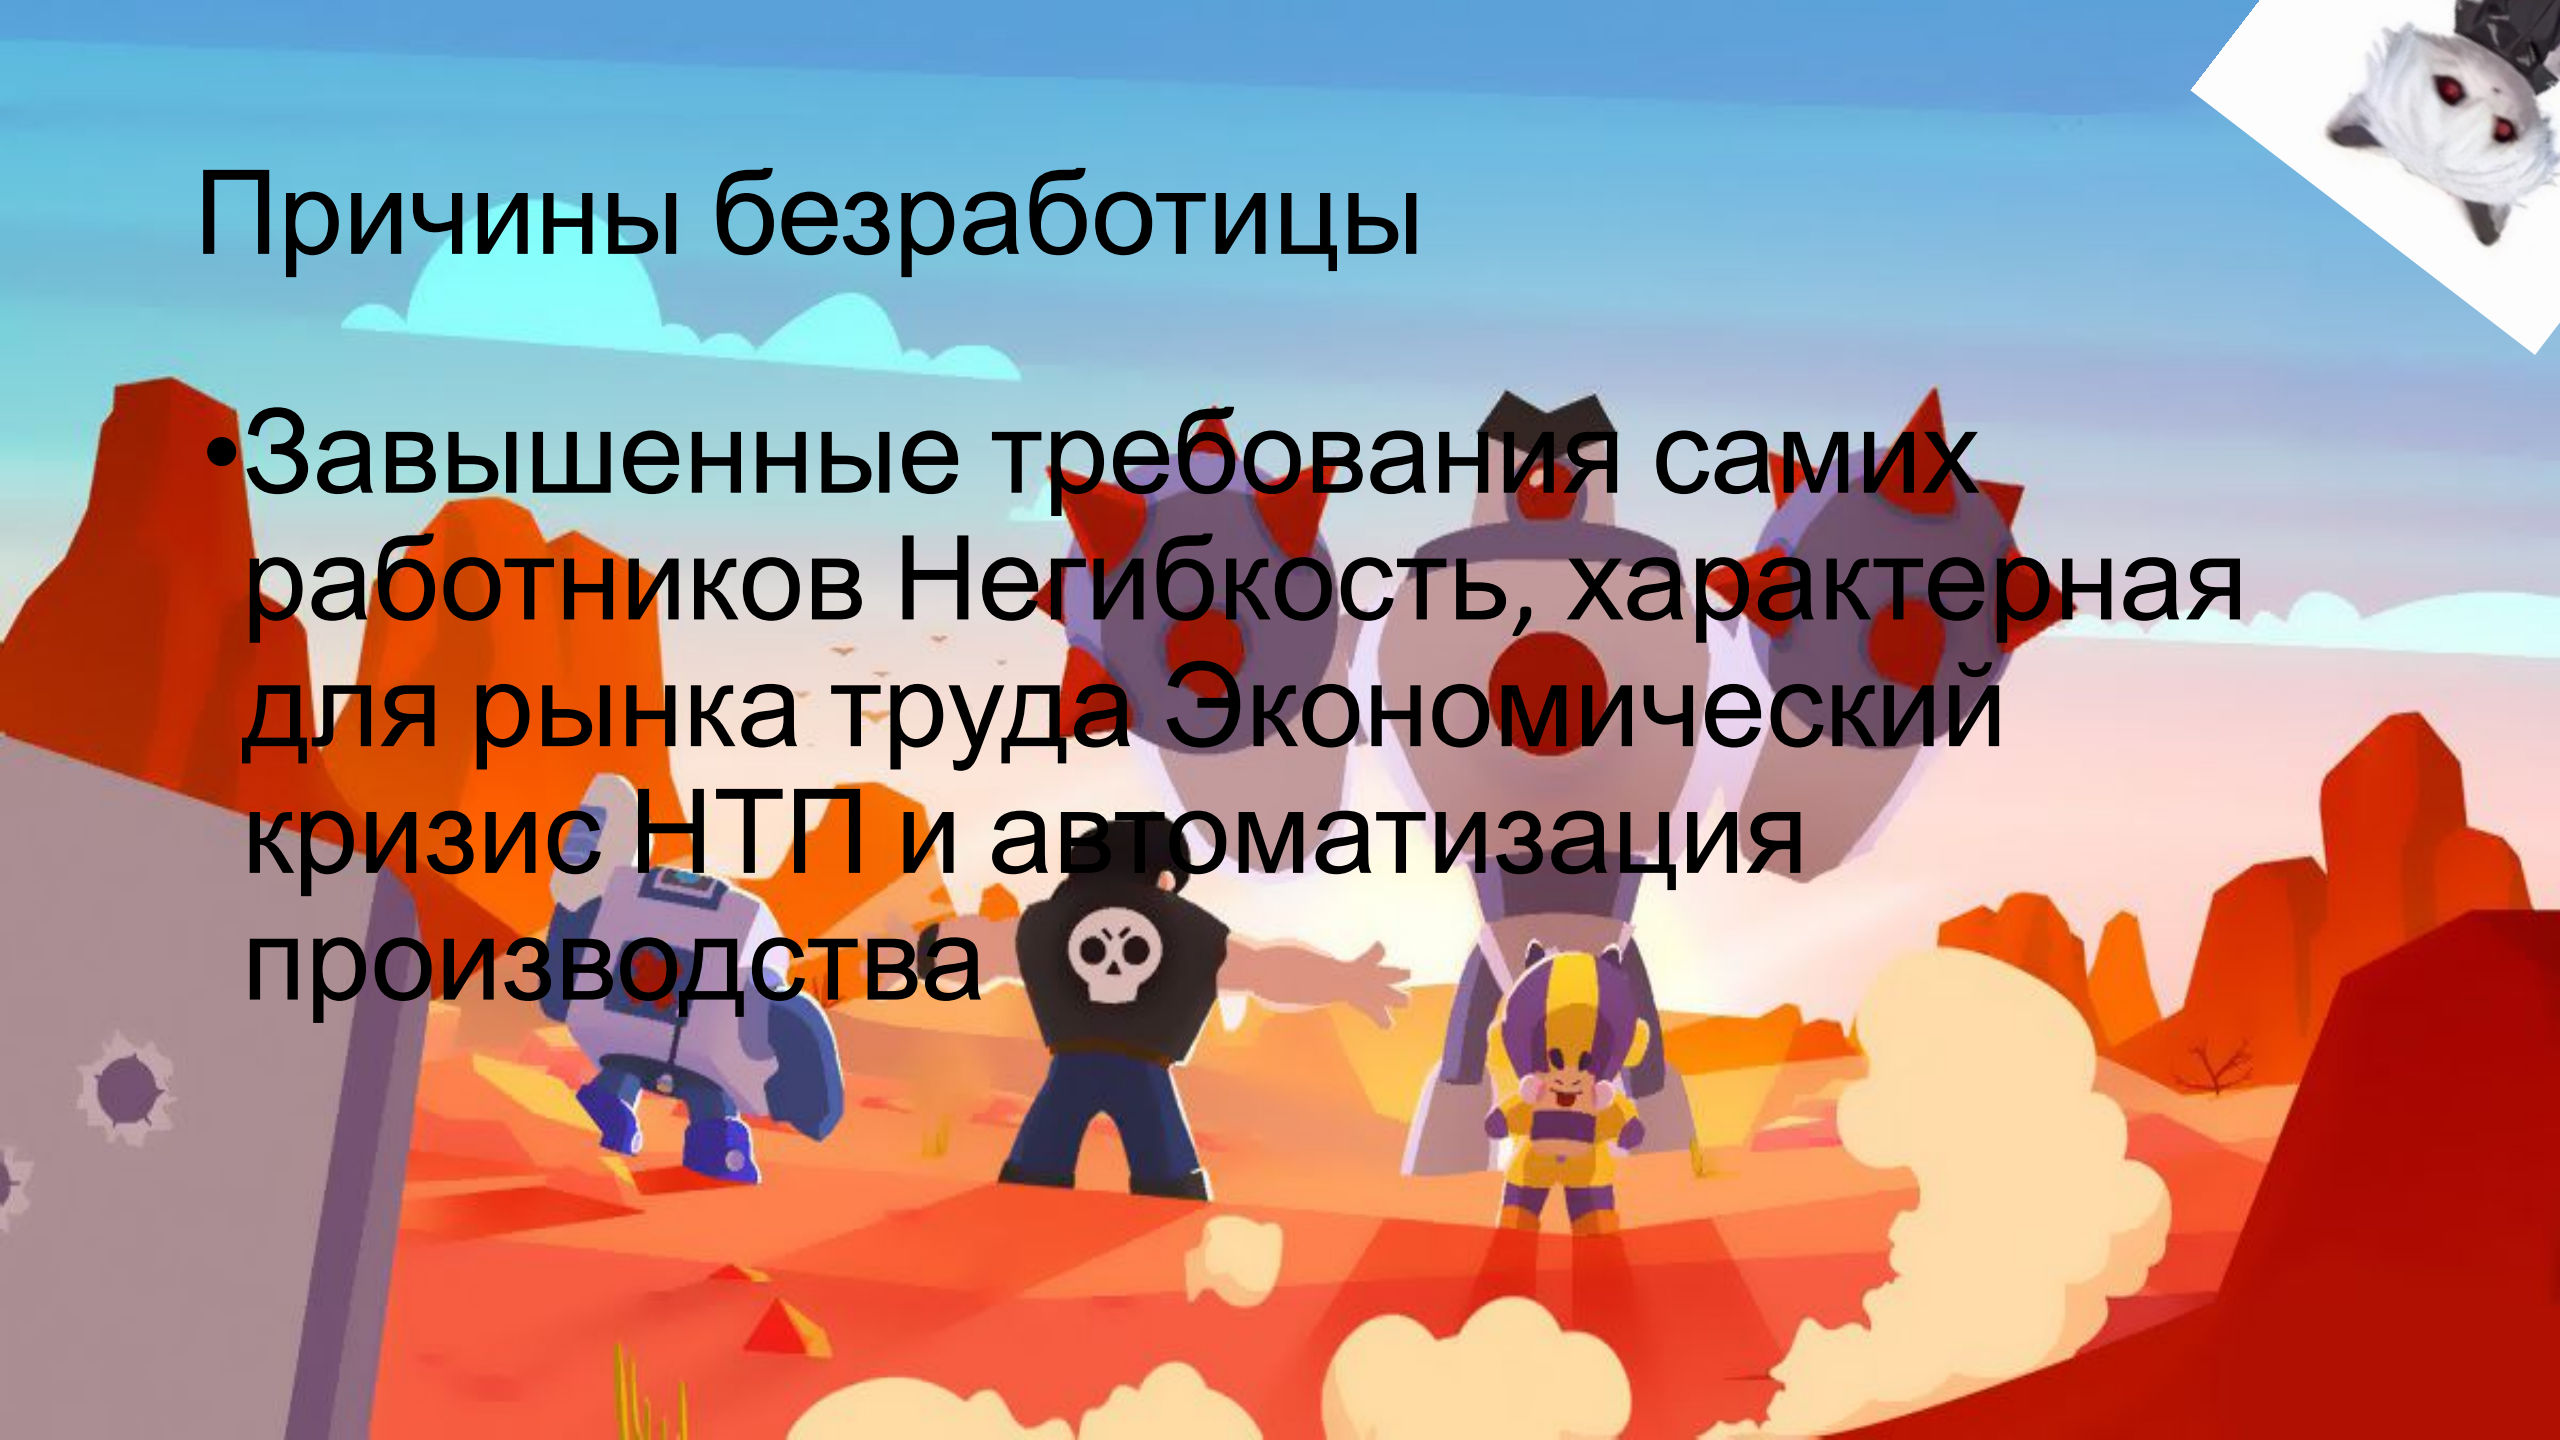 Причины безработицы
•Завышенные требования самих
работников Негибкость, характерная
для рынка труда Экономический
кризис НТП и автоматизация
производства